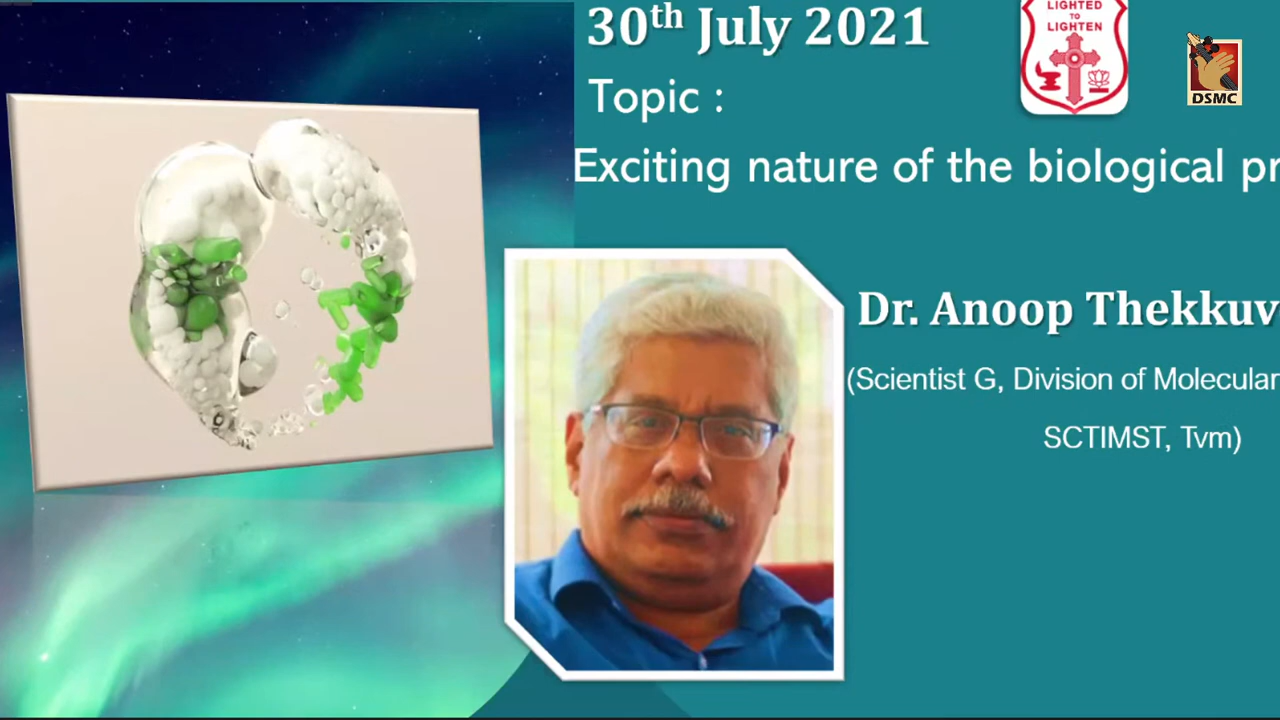 30th July 2021
LIGHTED
TO
LIGHTEN
DSMC
Topic :
Exciting nature of the biological pr
Dr. Anoop Thekkuv
(Scientist G, Division of Molecular
SCTIMST, Tvm)